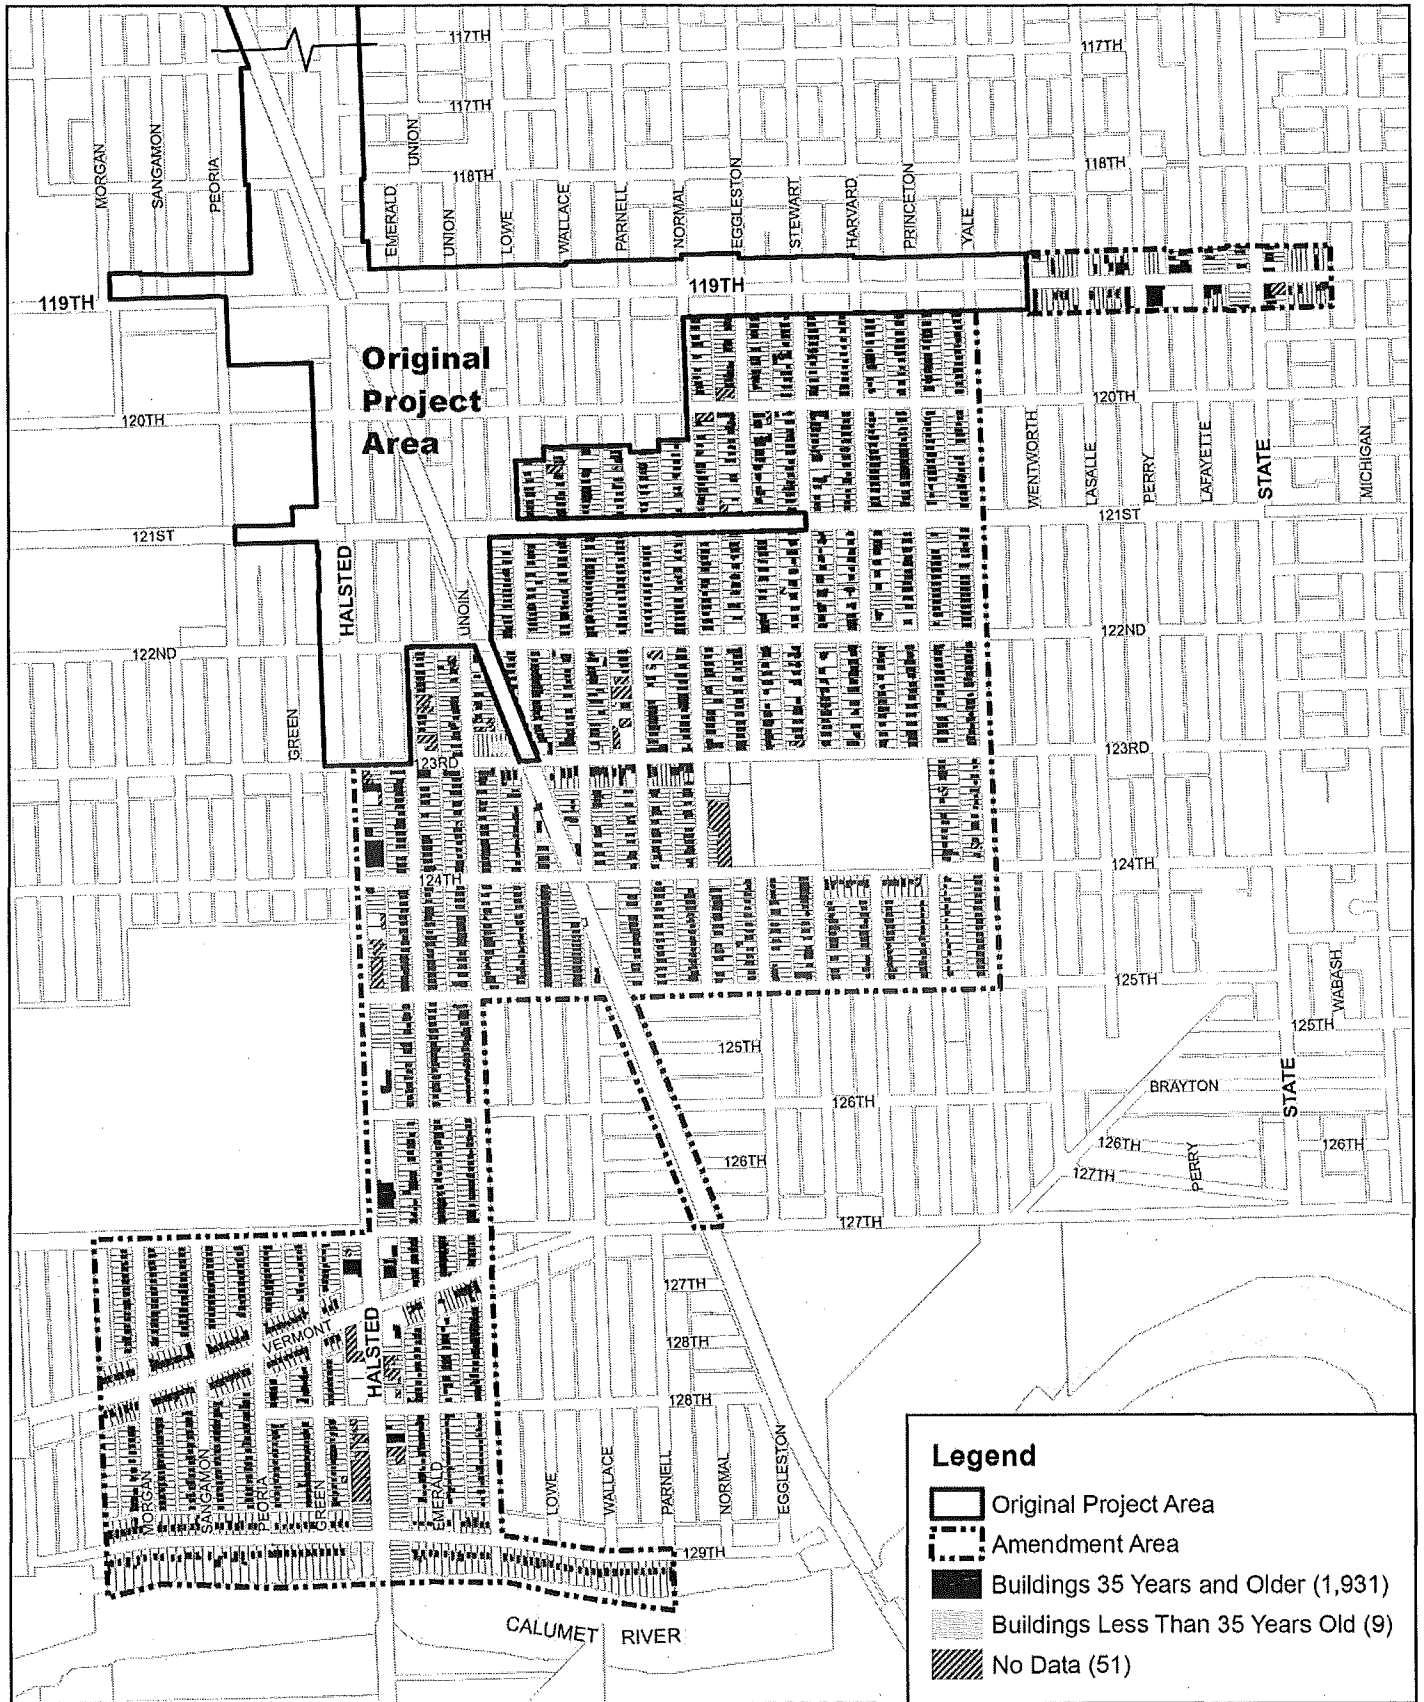 117TH
117TH
117TH
MORGAN
SANGAMON
PEORIA
UNION
118TH
118TH
EMERALD
UNION
LOWE
WALLACE
PARNELL
NORMAL
EGGLESTON
STEWART
HARVARD
PRINCETON
YALE
119TH
119TH
Original
Project
Area
120TH
120TH
WENTWORTH
LASALLE
PERRY
LAFAYETTE
STATE
MICHIGAN
121ST
121ST
HALSTED
UNOIN
122ND
122ND
GREEN
23RD
123RD
124TH
124TH
125TH
WABASH
125TH
125TH
STATE
BRAYTON
126TH
126TH
126TH
126TH
127TH
PERRY
127TH
127TH
VERMONT
HALSTED
128TH
128TH
MORGAN
SANGAMON
PEORIA
GREEN
EMERALD
LOWE
WALLACE
PARNELL
NORMAL
EGGLESTON
129TH
CALUMET RIVER
Legend
Original Project Area
Amendment Area
Buildings 35 Years and Older (1,931)
Buildings Less Than 35 Years Old (9)
No Data (51)